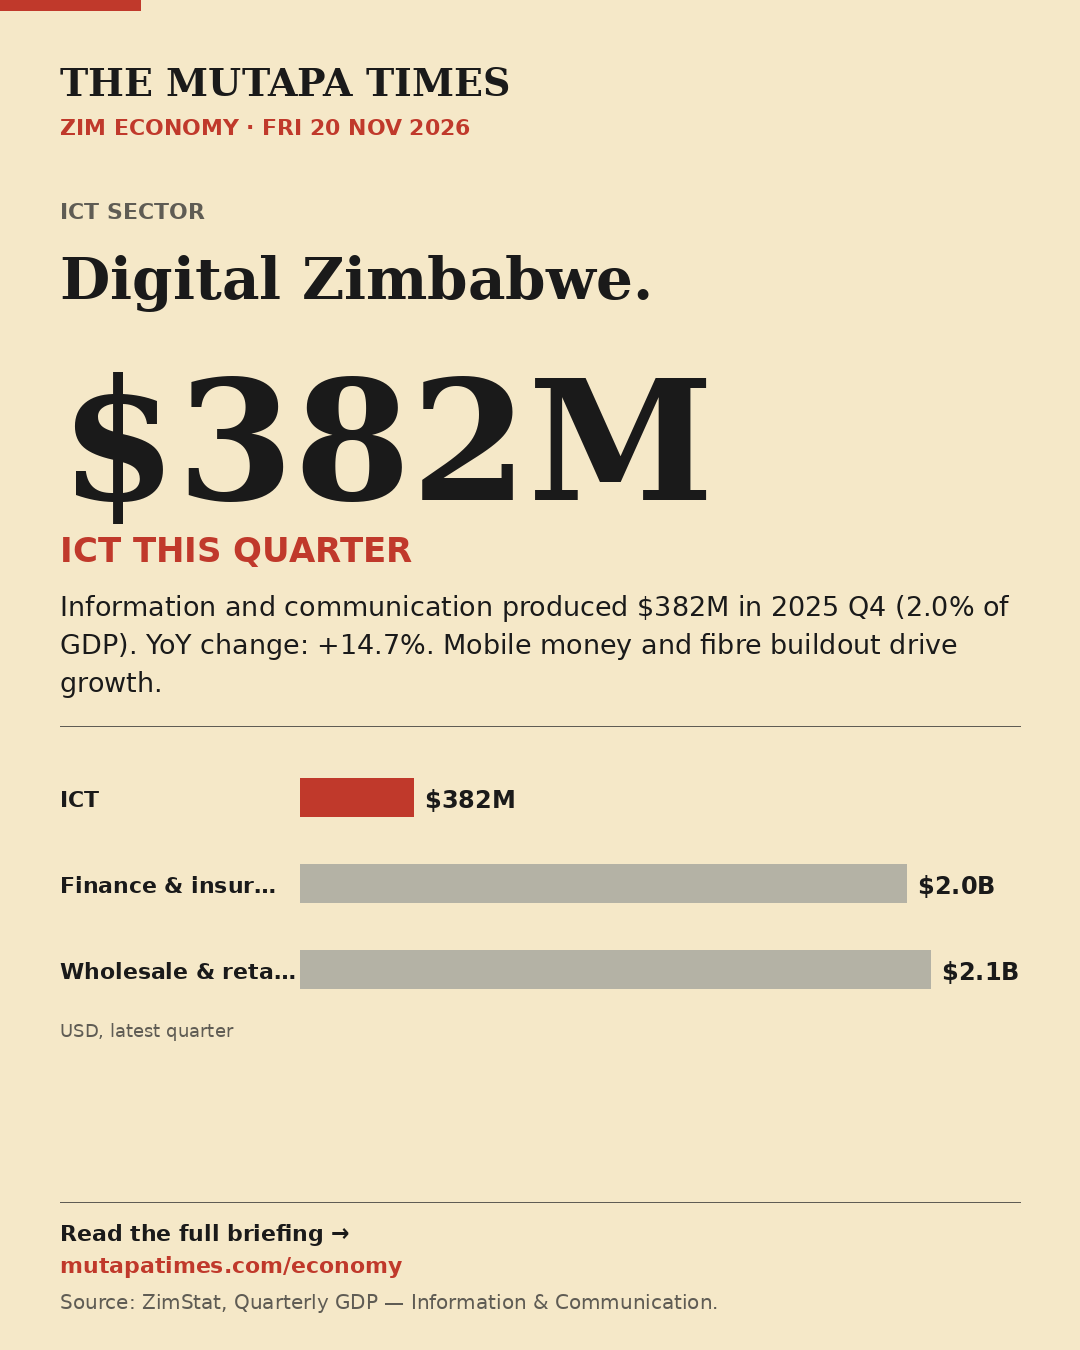 THE MUTAPA TIMES
ZIM ECONOMY · FRI 20 NOV 2026
ICT SECTOR
Digital Zimbabwe.
$382M
ICT THIS QUARTER
Information and communication produced $382M in 2025 Q4 (2.0% of
GDP). YoY change: +14.7%. Mobile money and fibre buildout drive
growth.
ICT $382M
Finance & insur… $2.0B
Wholesale & reta… $2.1B
USD, latest quarter
Read the full briefing →
mutapatimes.com/economy
Source: ZimStat, Quarterly GDP — Information & Communication.